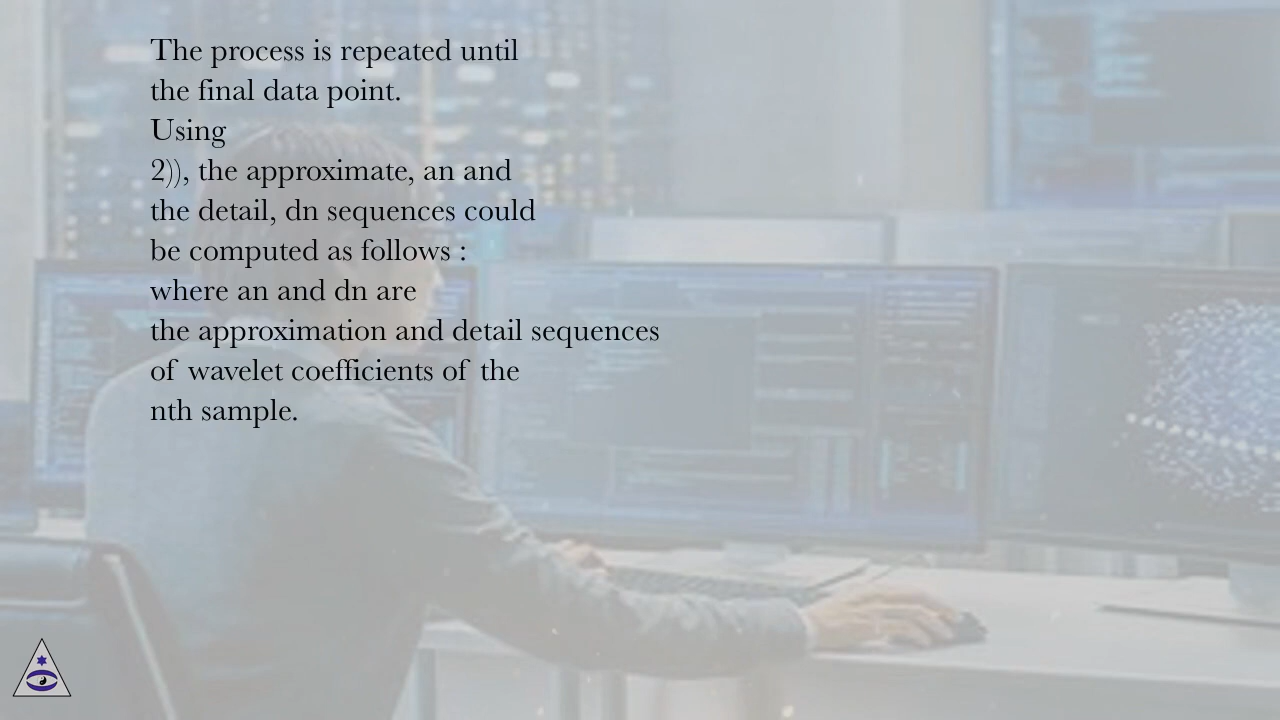 The process is repeated until
the final data point.
Using
2)), the approximate, an and
the detail, dn sequences could
be computed as follows :
where an and dn are
the approximation and detail sequences
of wavelet coefficients of the
nth sample.